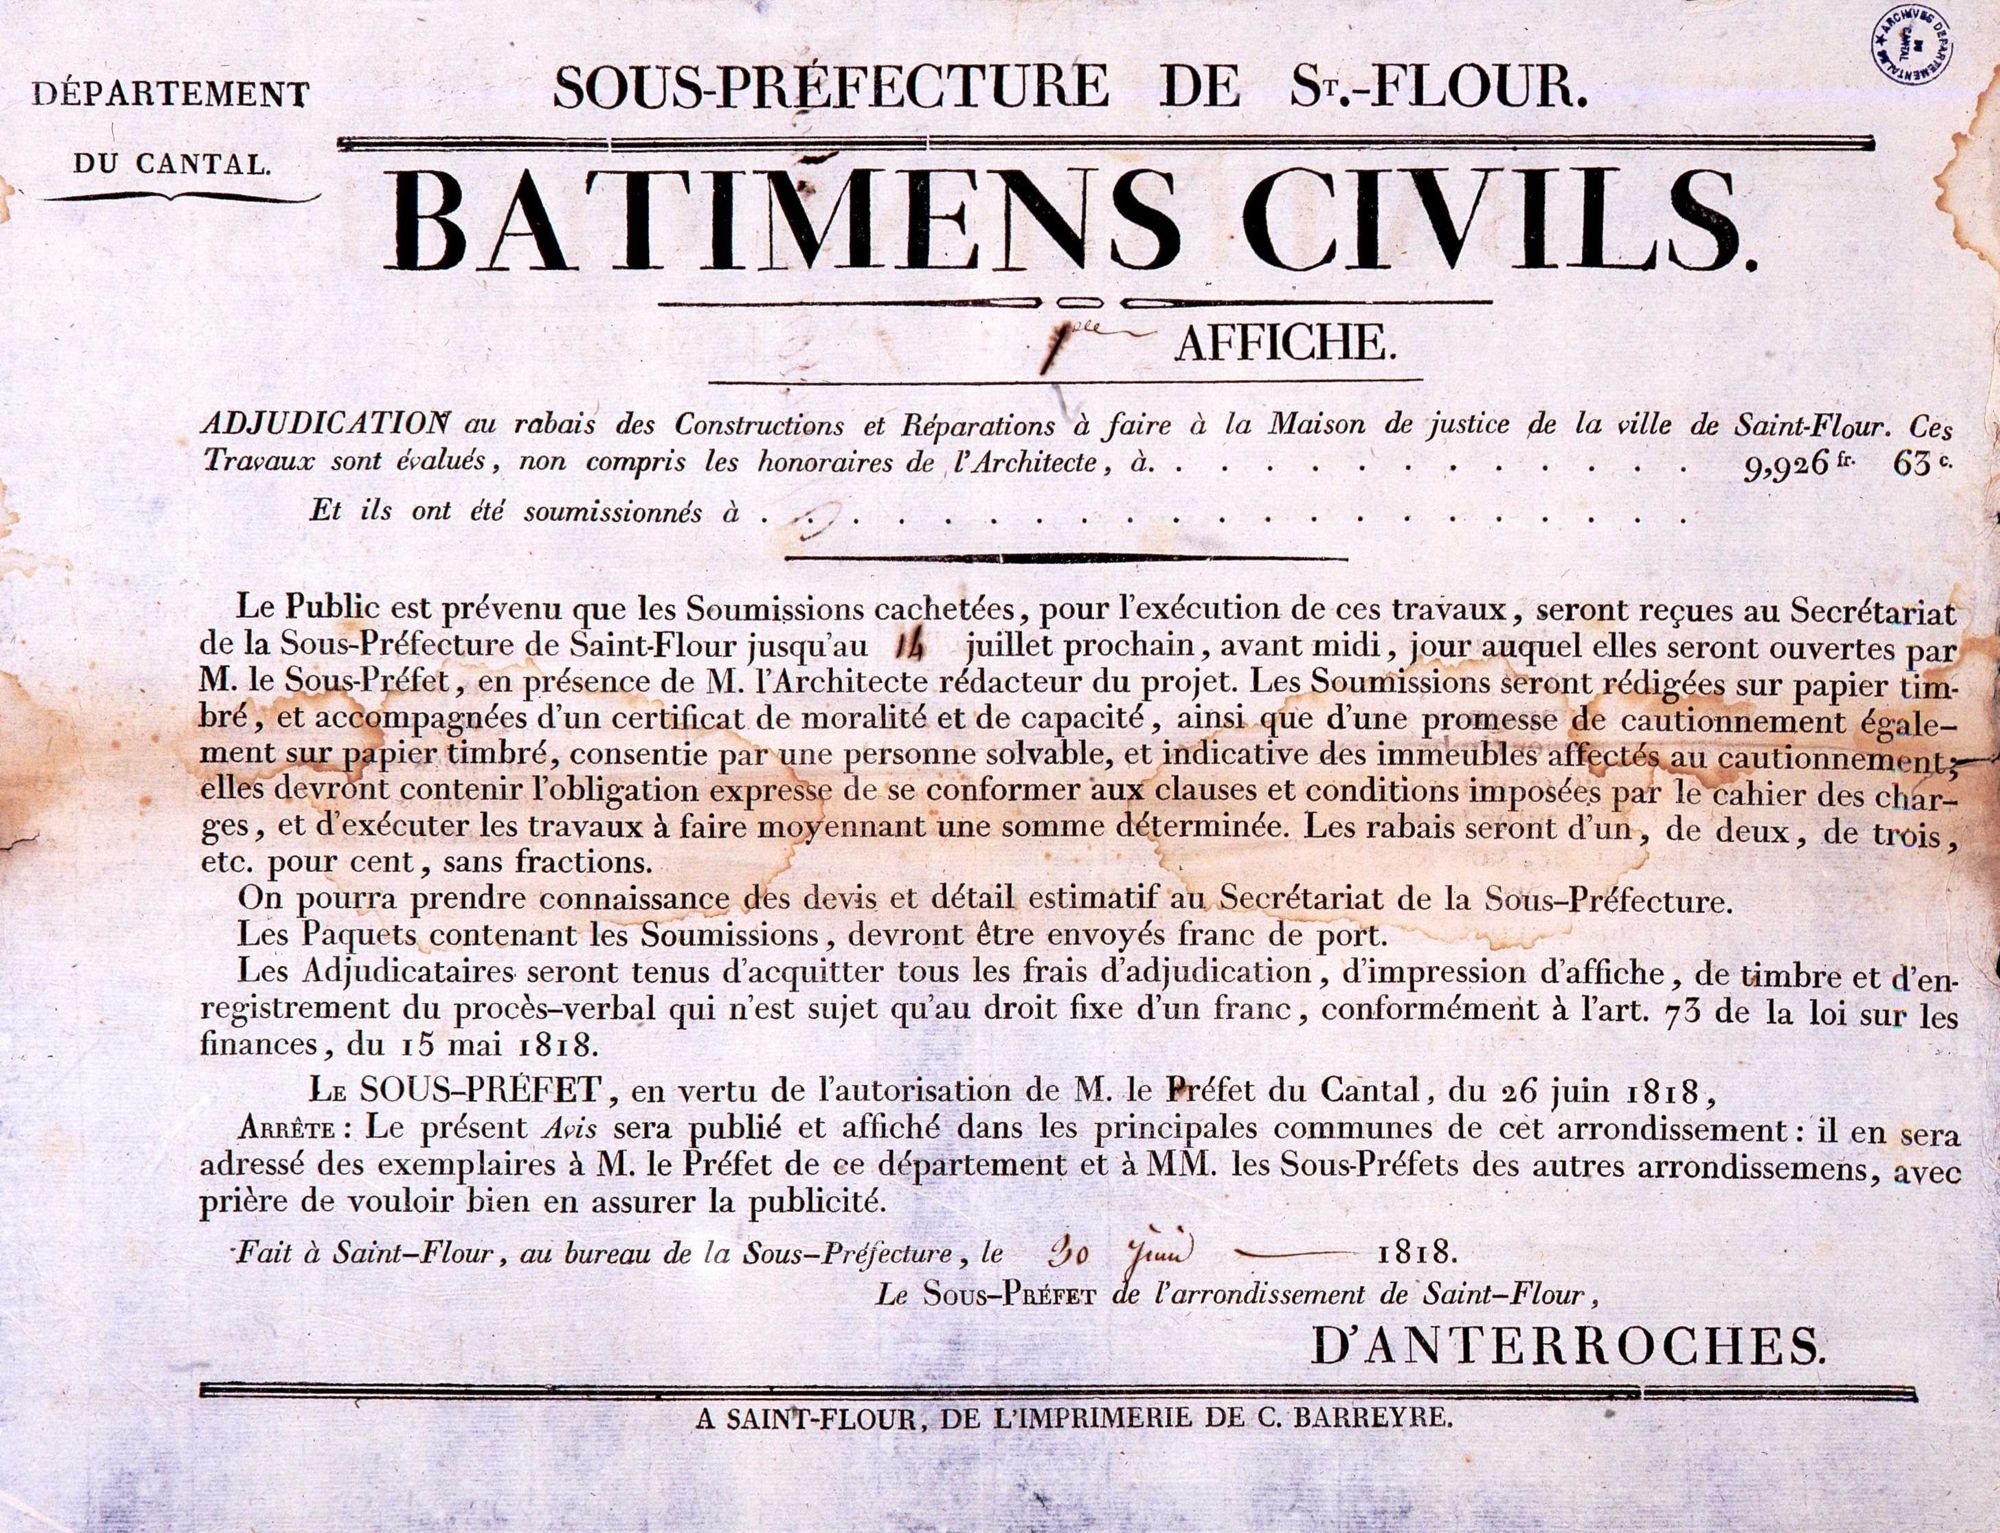 ARCHIVES DÉPARTEMENTALES
DU
CANTAL
DÉPARTEMENT
DU CANTAL.
SOUS-PRÉFECTURE DE ST.-FLOUR.
BATIMENS CIVILS.
1ère AFFICHE.
ADJUDICATION au rabais des Constructions et Réparations à faire à la Maison de justice de la ville de Saint-Flour. Ces
Travaux sont évalués, non compris les honoraires de l'Architecte, à. . . . . . . . . . . . . . 9,926 fr. 63 c.
Et ils ont été soumissionnés à . . . . . . . . . . . . . . . . . . . .
Le Public est prévenu que les Soumissions cachetées, pour l'exécution de ces travaux, seront reçues au Secrétariat
de la Sous-Préfecture de Saint-Flour jusqu'au 14 juillet prochain, avant midi, jour auquel elles seront ouvertes par
M. le Sous-Préfet, en présence de M. l'Architecte rédacteur du projet. Les Soumissions seront rédigées sur papier tim-
bré, et accompagnées d'un certificat de moralité et de capacité, ainsi que d'une promesse de cautionnement égale-
ment sur papier timbré, consentie par une personne solvable, et indicative des immeubles affectés au cautionnement;
elles devront contenir l'obligation expresse de se conformer aux clauses et conditions imposées par le cahier des char-
ges, et d'exécuter les travaux à faire moyennant une somme déterminée. Les rabais seront d'un, de deux, de trois,
etc. pour cent, sans fractions.
On pourra prendre connaissance des devis et détail estimatif au Secrétariat de la Sous-Préfecture.
Les Paquets contenant les Soumissions, devront être envoyés franc de port.
Les Adjudicataires seront tenus d'acquitter tous les frais d'adjudication, d'impression d'affiche, de timbre et d'en-
registrement du procès-verbal qui n'est sujet qu'au droit fixe d'un franc, conformément à l'art. 73 de la loi sur les
finances, du 15 mai 1818.
LE SOUS-PRÉFET, en vertu de l'autorisation de M. le Préfet du Cantal, du 26 juin 1818,
ARRÊTE : Le présent Avis sera publié et affiché dans les principales communes de cet arrondissement : il en sera
adressé des exemplaires à M. le Préfet de ce département et à MM. les Sous-Préfets des autres arrondissemens, avec
prière de vouloir bien en assurer la publicité.
Fait à Saint-Flour, au bureau de la Sous-Préfecture, le 30 juin 1818.
Le SOUS-PRÉFET de l'arrondissement de Saint-Flour,
D'ANTERROCHES.
A SAINT-FLOUR, DE L'IMPRIMERIE DE C. BARREYRE.